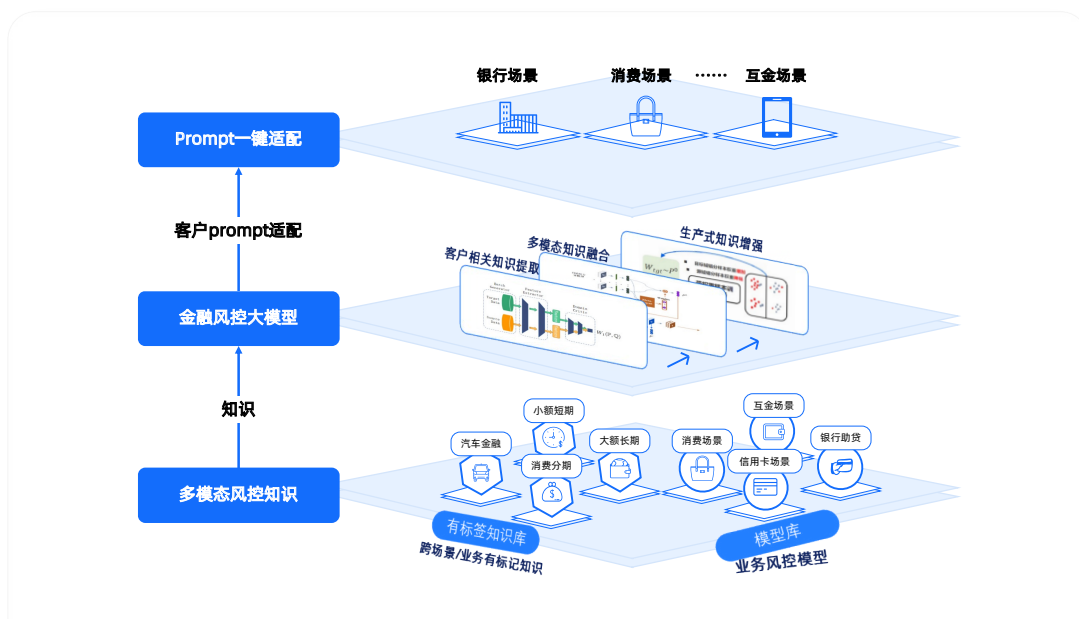 银行场景
消费场景
······
互金场景
Prompt一键适配
客户prompt适配
生产式知识增强
多模态知识融合
客户相关知识提取
金融风控大模型
知识
小额短期
汽车金融
大额长期
消费分期
互金场景
消费场景
银行助贷
信用卡场景
多模态风控知识
有标签知识库
跨场景/业务有标记知识
模型库
业务风控模型